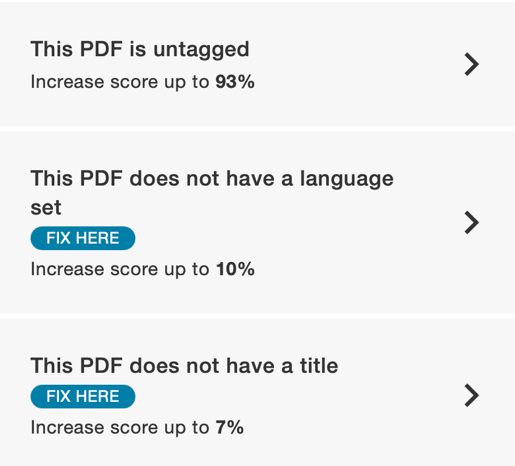 This PDF is untagged
Increase score up to 93%
This PDF does not have a language
set
FIX HERE
Increase score up to 10%
This PDF does not have a title
FIX HERE
Increase score up to 7%